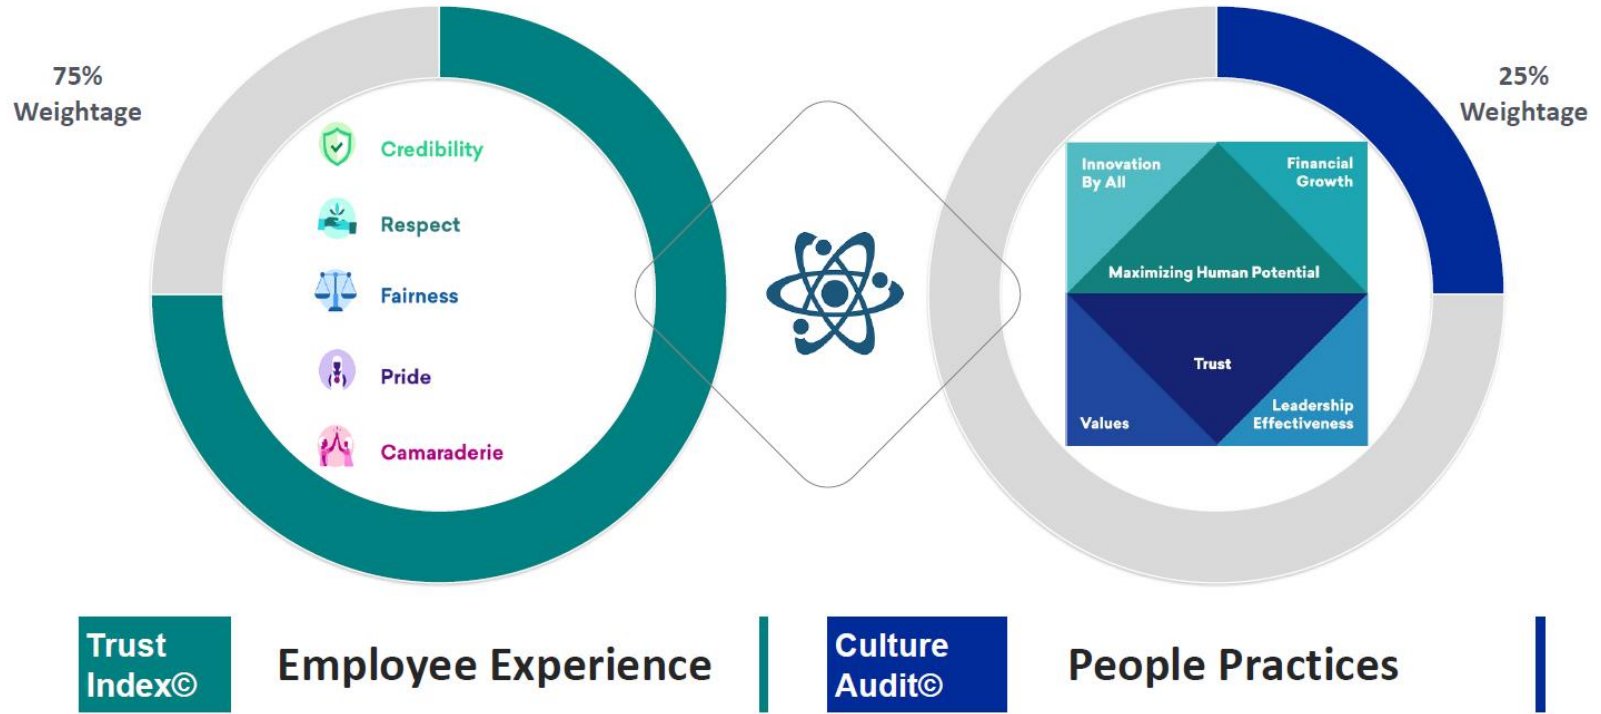 75%
Weightage
Credibility
Respect
Fairness
Pride
Camaraderie
25%
Weightage
Innovation
By All
Financial
Growth
Maximizing Human Potential
Trust
Values
Leadership
Effectiveness
Trust
Index©
Employee Experience
Culture
Audit©
People Practices